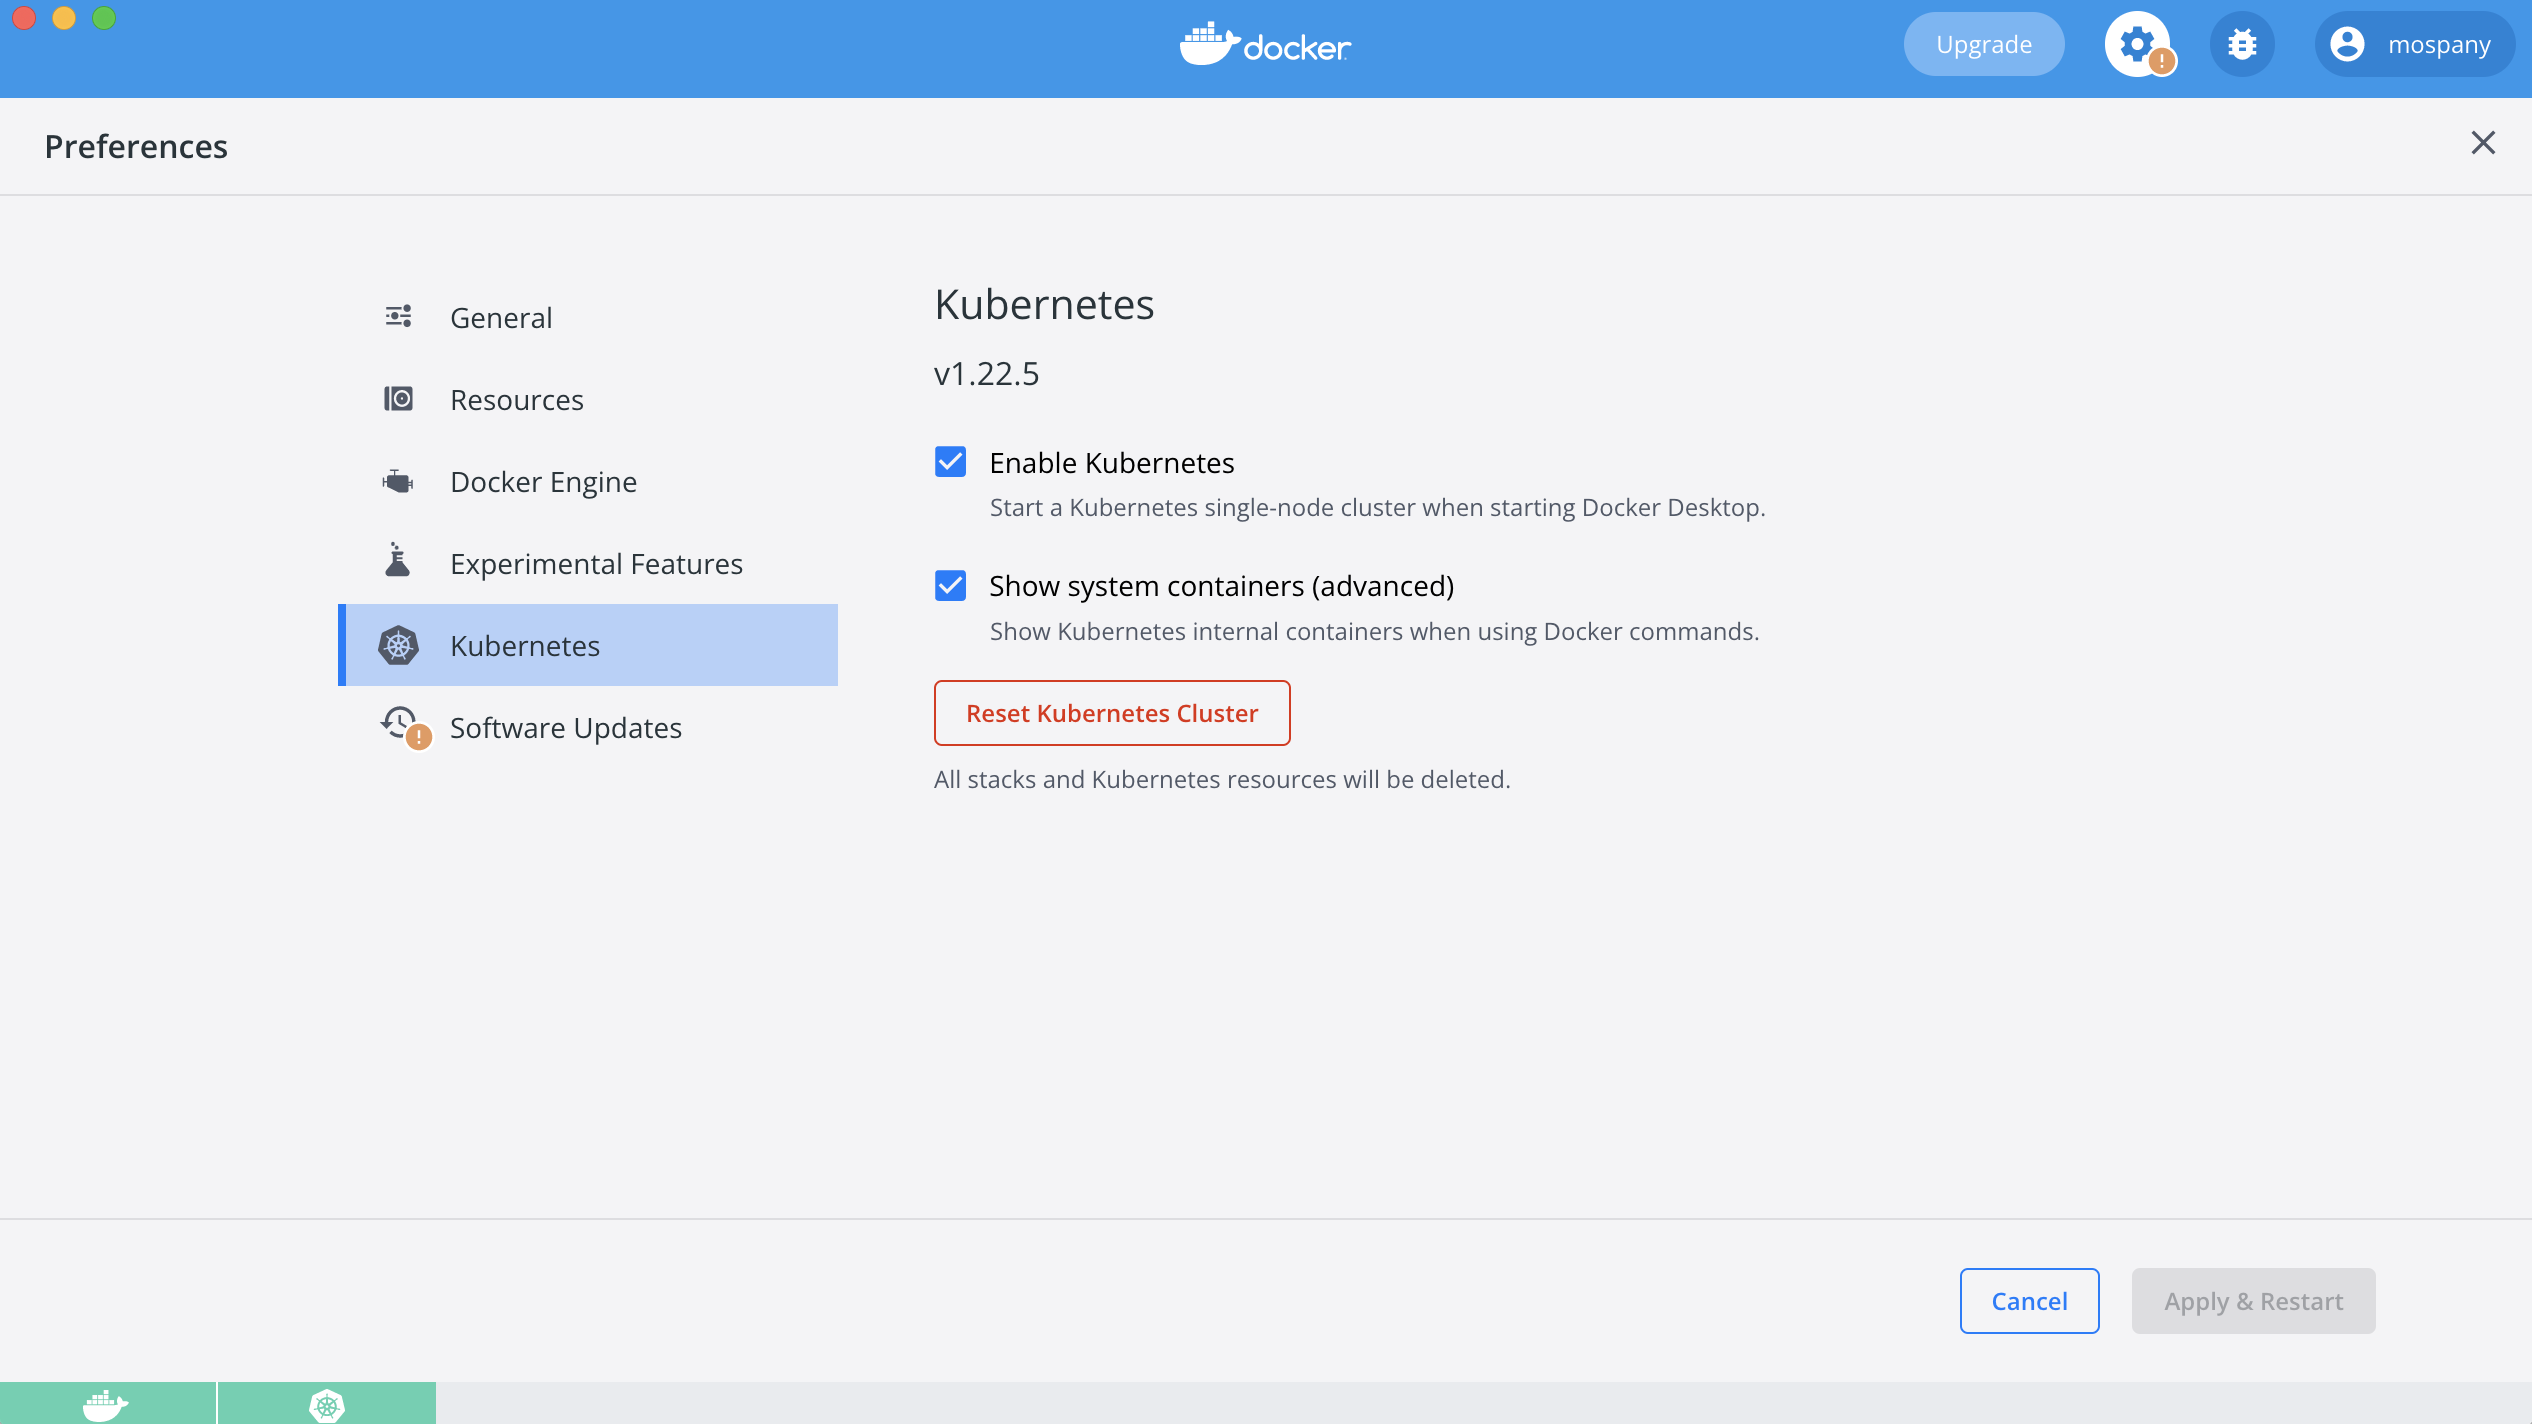 docker
Upgrade
mospany
Preferences
General
Resources
Docker Engine
Experimental Features
Kubernetes
Software Updates
Kubernetes
v1.22.5
Enable Kubernetes
Start a Kubernetes single-node cluster when starting Docker Desktop.
Show system containers (advanced)
Show Kubernetes internal containers when using Docker commands.
Reset Kubernetes Cluster
All stacks and Kubernetes resources will be deleted.
Cancel
Apply & Restart